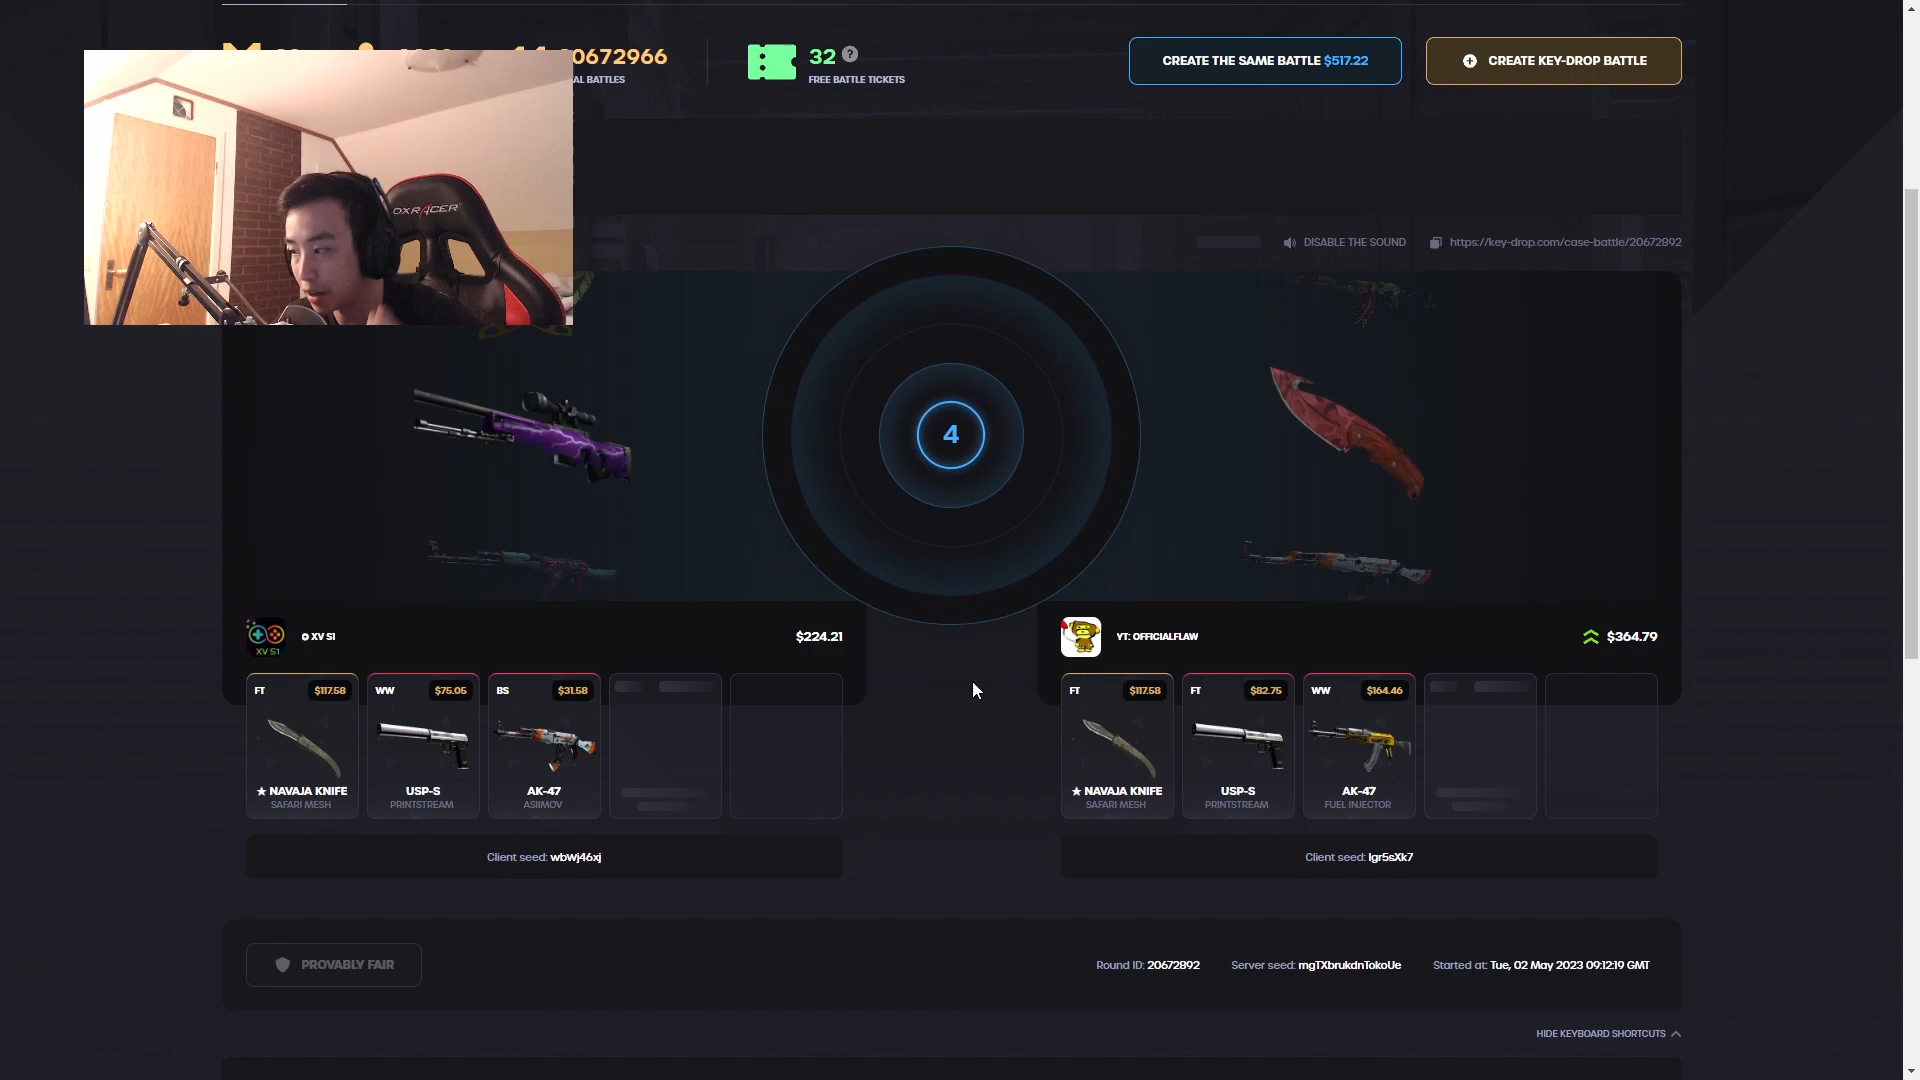 0672966
AL BATTLES
32 ?
FREE BATTLE TICKETS
CREATE THE SAME BATTLE $517.22
CREATE KEY-DROP BATTLE
DISABLE THE SOUND
https://key-drop.com/case-battle/20672892
OXRACER
4
XV S1
XV S1
$224.21
YT: OFFICIALFLAW
$364.79
FT $117.58
WW $75.05
BS $31.58
FT $117.58
FT $82.75
WW $164.46
★ NAVAJA KNIFE
SAFARI MESH
USP-S
PRINTSTREAM
AK-47
ASIIMOV
★ NAVAJA KNIFE
SAFARI MESH
USP-S
PRINTSTREAM
AK-47
FUEL INJECTOR
Client seed: wbWj46xj
Client seed: lgr5sXk7
PROVABLY FAIR
Round ID: 20672892
Server seed: mgTXbrukdnTokoUe
Started at: Tue, 02 May 2023 09:12:19 GMT
HIDE KEYBOARD SHORTCUTS